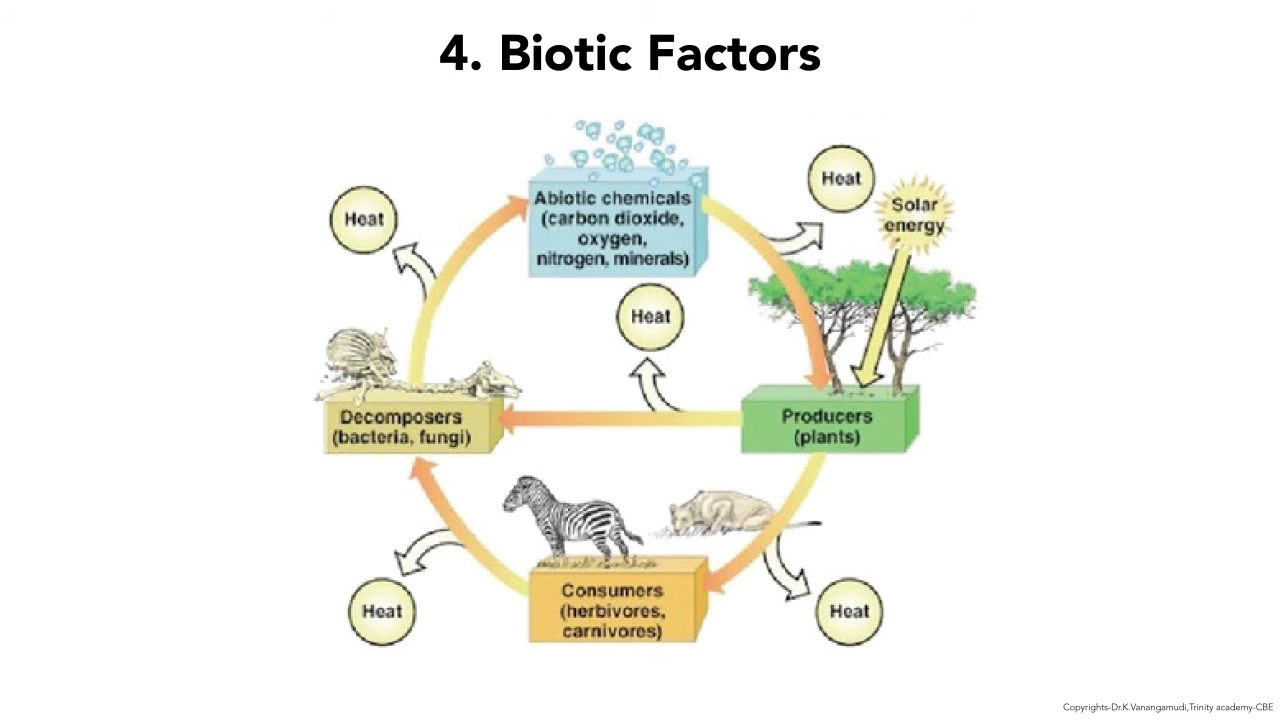 4. Biotic Factors
Abiotic chemicals
(carbon dioxide,
oxygen,
nitrogen, minerals)
Heat
Solar
energy
Heat
Heat
Decomposers
(bacteria, fungi)
Producers
(plants)
Consumers
(herbivores,
carnivores)
Heat
Heat
Copyrights-Dr.K.Vanangamudi,Trinity academy-CBE